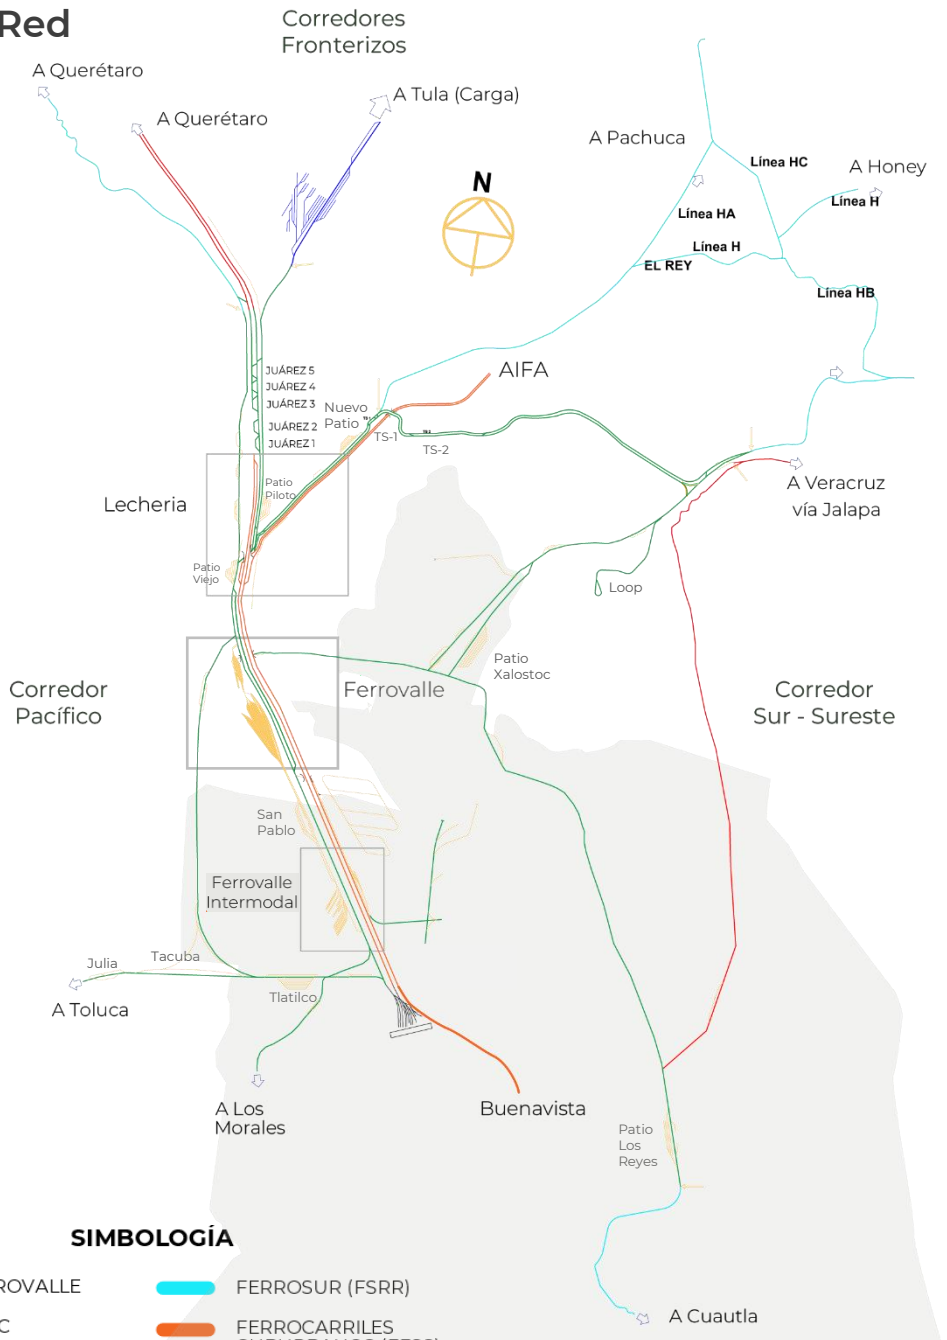 Red
Corredores
Fronterizos
A Querétaro
A Querétaro
A Tula (Carga)
N
A Pachuca
Línea HC
A Honey
Línea H
Línea HA
Línea H
EL REY
Línea HB
JUÁREZ 5
JUÁREZ 4
JUÁREZ 3
JUÁREZ 2
JUÁREZ 1
AIFA
Nuevo
Patio
TS-1
TS-2
Patio
Piloto
Lecheria
A Veracruz
vía Jalapa
Patio
Viejo
Loop
Patio
Xalostoc
Corredor
Pacífico
Ferrovalle
Corredor
Sur - Sureste
San
Pablo
Ferrovalle
Intermodal
Julia
Tacuba
A Toluca
Tlatilco
A Los
Morales
Buenavista
Patio
Los
Reyes
SIMBOLOGÍA
ROVALLE
FERROSUR (FSRR)
C
FERROCARRILES
A Cuautla